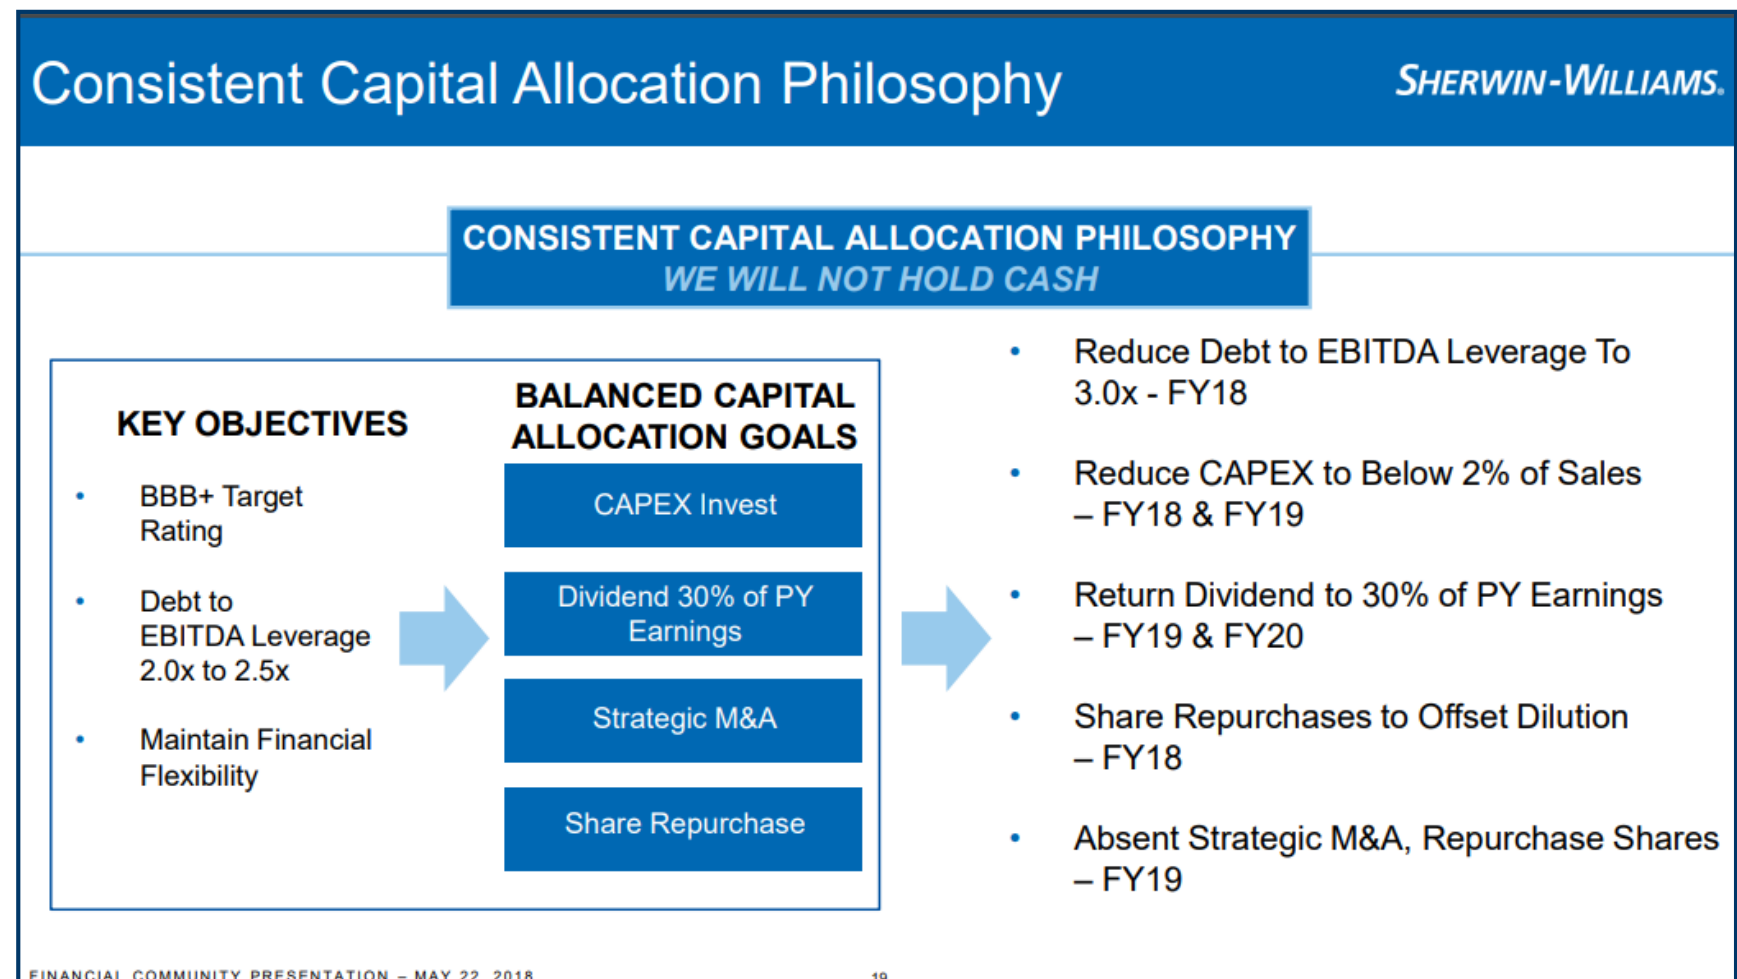 Consistent Capital Allocation Philosophy
SHERWIN-WILLIAMS®
CONSISTENT CAPITAL ALLOCATION PHILOSOPHY
WE WILL NOT HOLD CASH
KEY OBJECTIVES
• BBB+ Target
Rating
• Debt to
EBITDA Leverage
2.0x to 2.5x
• Maintain Financial
Flexibility
BALANCED CAPITAL
ALLOCATION GOALS
CAPEX Invest
Dividend 30% of PY
Earnings
Strategic M&A
Share Repurchase
• Reduce Debt to EBITDA Leverage To
3.0x - FY18
• Reduce CAPEX to Below 2% of Sales
– FY18 & FY19
• Return Dividend to 30% of PY Earnings
– FY19 & FY20
• Share Repurchases to Offset Dilution
– FY18
• Absent Strategic M&A, Repurchase Shares
– FY19
FINANCIAL COMMUNITY PRESENTATION – MAY 22, 2018
19